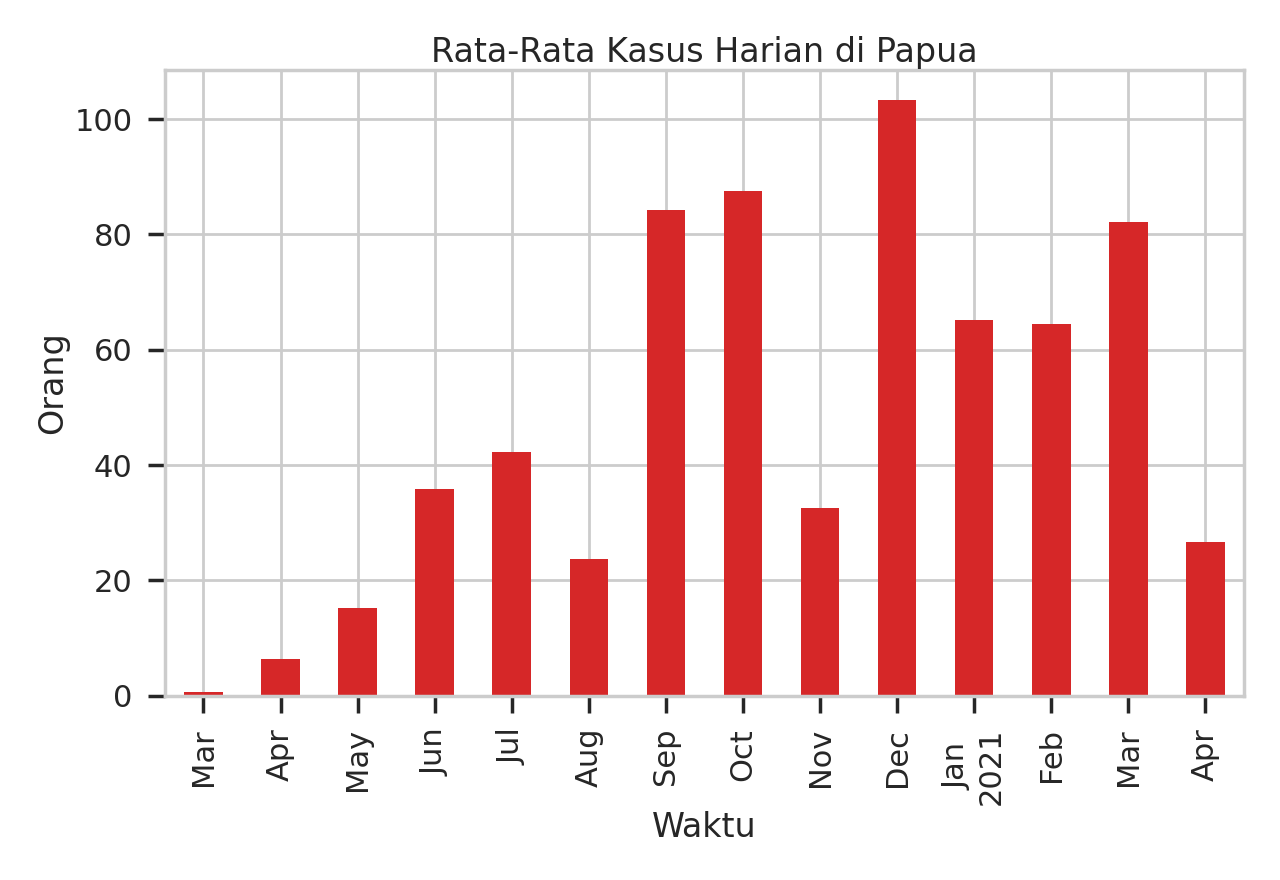 Rata-Rata Kasus Harian di Papua
Orang
100
80
60
40
20
0
Mar
Apr
May
Jun
Jul
Aug
Sep
Oct
Nov
Dec
Jan
2021
Feb
Mar
Apr
Waktu